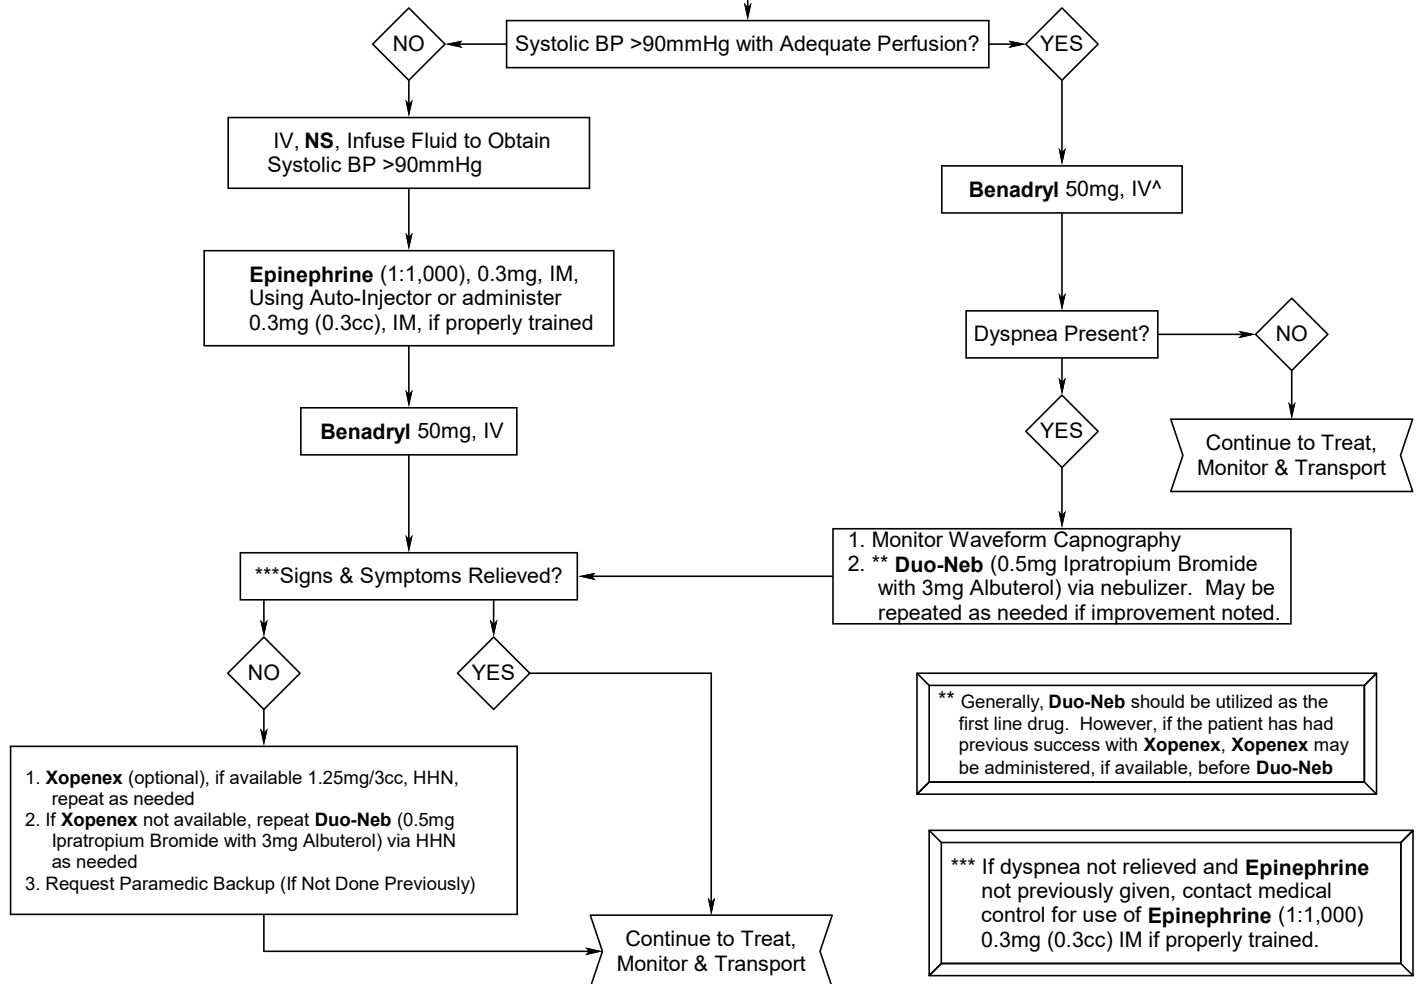 NO
Systolic BP >90mmHg with Adequate Perfusion?
YES
IV, NS, Infuse Fluid to Obtain
Systolic BP >90mmHg
Benadryl 50mg, IV^
Epinephrine (1:1,000), 0.3mg, IM,
Using Auto-Injector or administer
0.3mg (0.3cc), IM, if properly trained
Dyspnea Present?
NO
Benadryl 50mg, IV
YES
Continue to Treat,
Monitor & Transport
***Signs & Symptoms Relieved?
1. Monitor Waveform Capnography
2. ** Duo-Neb (0.5mg Ipratropium Bromide
with 3mg Albuterol) via nebulizer. May be
repeated as needed if improvement noted.
NO
YES
** Generally, Duo-Neb should be utilized as the
first line drug. However, if the patient has had
previous success with Xopenex, Xopenex may
be administered, if available, before Duo-Neb
1. Xopenex (optional), if available 1.25mg/3cc, HHN,
repeat as needed
2. If Xopenex not available, repeat Duo-Neb (0.5mg
Ipratropium Bromide with 3mg Albuterol) via HHN
as needed
3. Request Paramedic Backup (If Not Done Previously)
*** If dyspnea not relieved and Epinephrine
not previously given, contact medical
control for use of Epinephrine (1:1,000)
0.3mg (0.3cc) IM if properly trained.
Continue to Treat,
Monitor & Transport